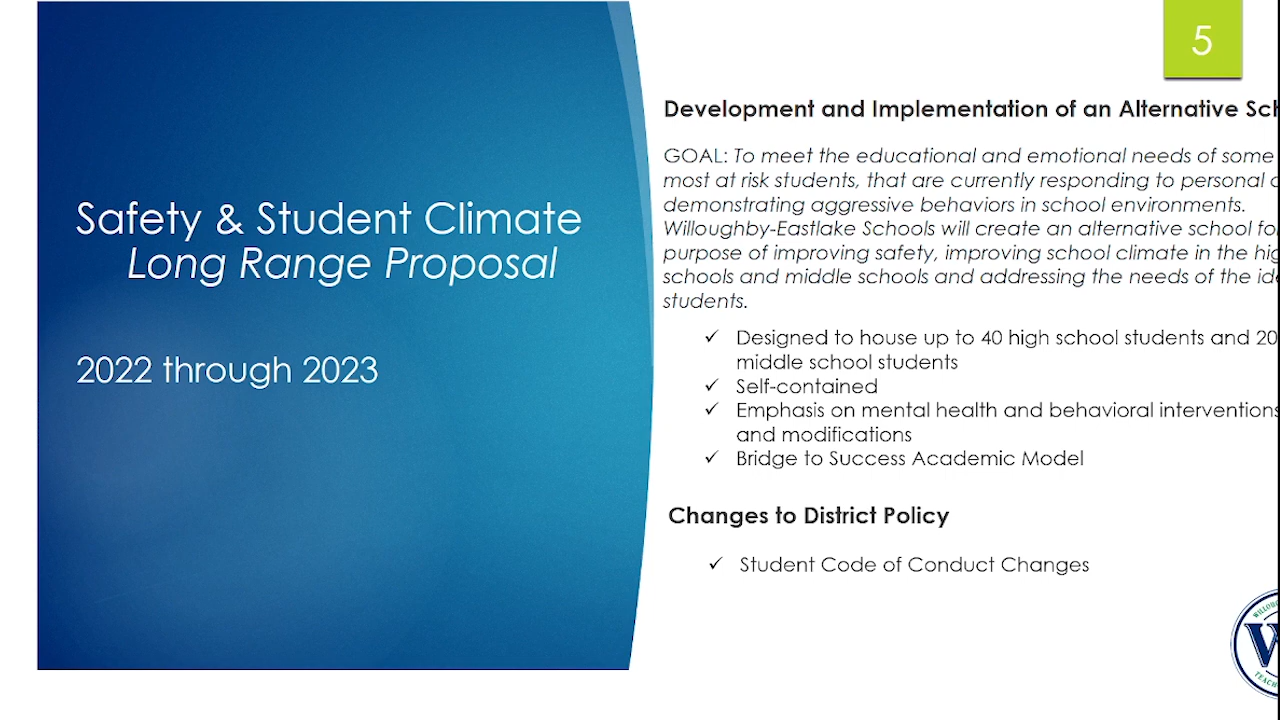 5
Safety & Student Climate
Long Range Proposal
2022 through 2023
Development and Implementation of an Alternative
GOAL: To meet the educational and emotional needs of some
most at risk students, that are currently responding to personal
demonstrating aggressive behaviors in school environments.
Willoughby-Eastlake Schools will create an alternative school
purpose of improving safety, improving school climate in the
schools and middle schools and addressing the needs of the
students.
✓ Designed to house up to 40 high school students and 20
middle school students
✓ Self-contained
✓ Emphasis on mental health and behavioral interventions
and modifications
✓ Bridge to Success Academic Model
Changes to District Policy
✓ Student Code of Conduct Changes
W